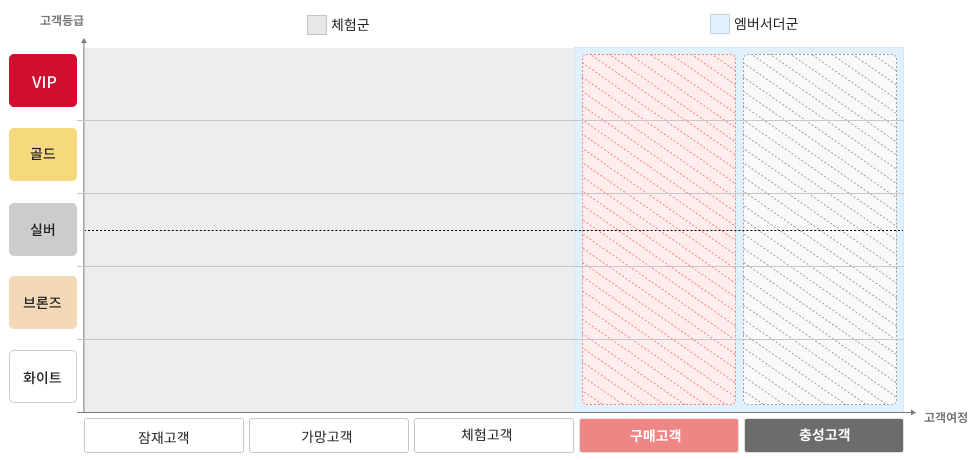 고객등급
체험군
엠버서더군
VIP
골드
실버
브론즈
화이트
고객여정
잠재고객
가망고객
체험고객
구매고객
충성고객